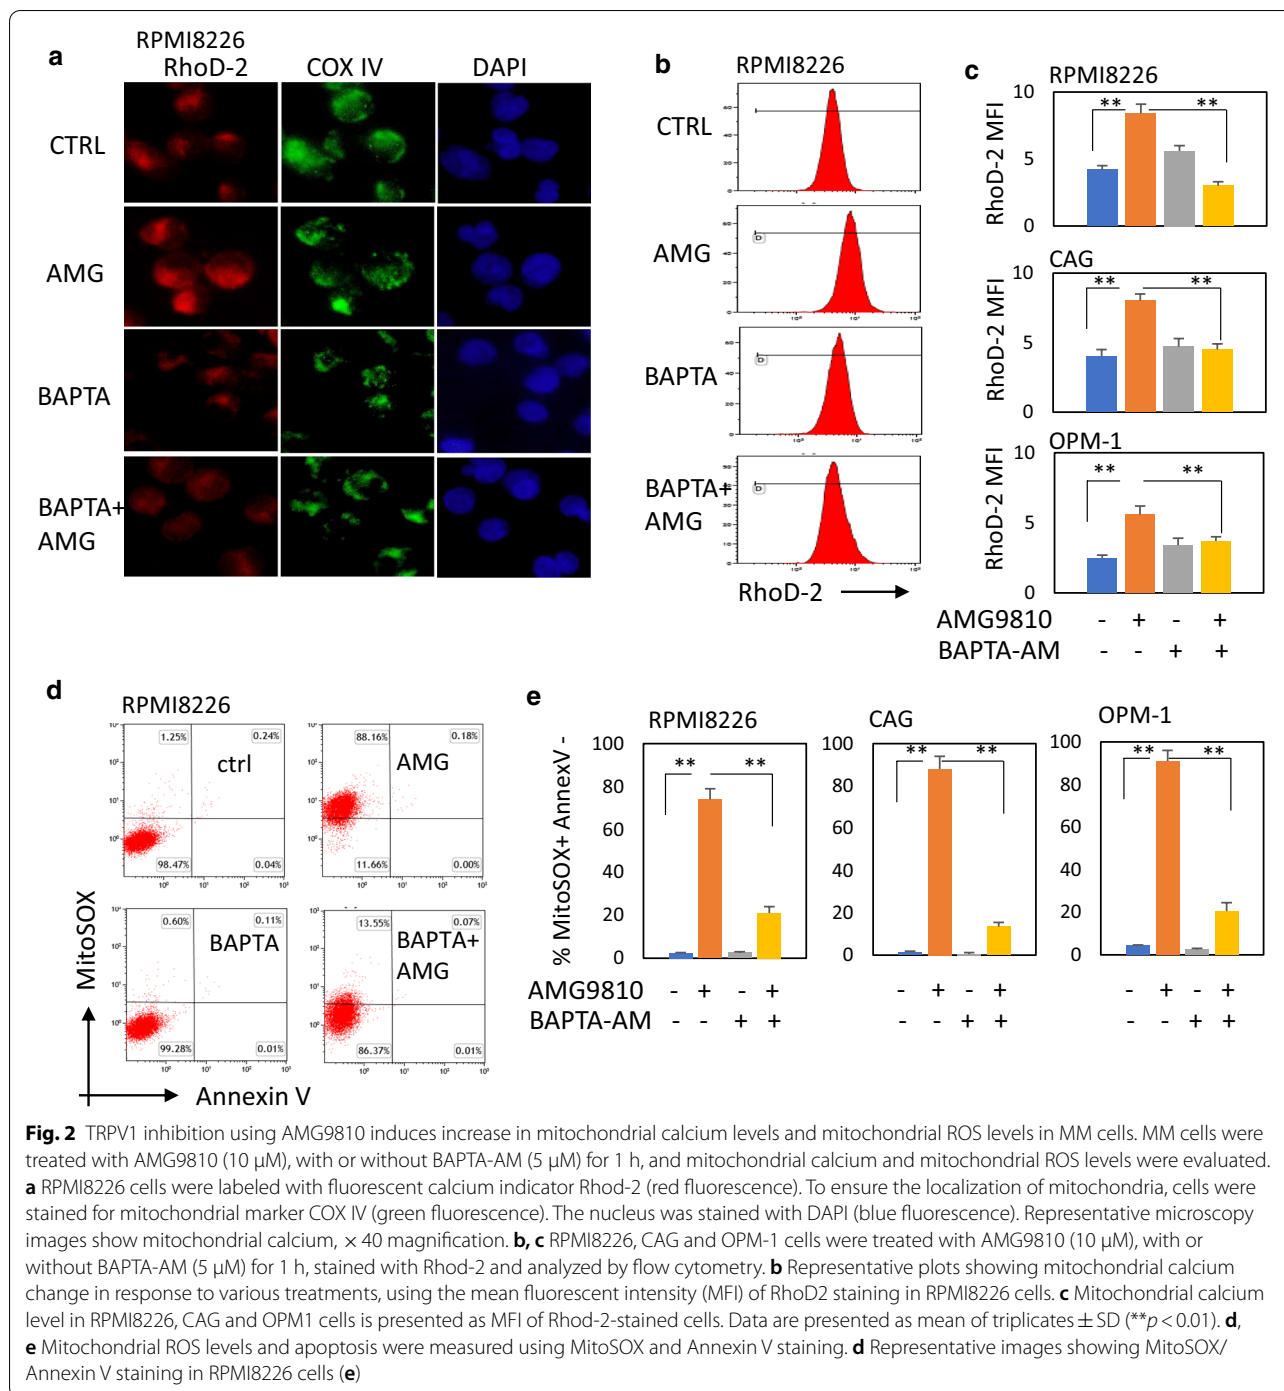 a
RPMI8226
RhoD-2 COX IV DAPI
CTRL
AMG
BAPTA
BAPTA+
AMG
b
RPMI8226
CTRL
AMG
BAPTA
BAPTA+
AMG
RhoD-2
c
RPMI8226
RhoD-2 MFI
10
5
0
** **
CAG
RhoD-2 MFI
10
5
0
** **
OPM-1
RhoD-2 MFI
10
5
0
** **
AMG9810 - + - +
BAPTA-AM - - + +
d
RPMI8226
1.25% 0.24%
ctrl
98.47% 0.04%
88.16% 0.18%
AMG
11.66% 0.00%
0.60% 0.11%
BAPTA
99.28% 0.01%
13.55% 0.07%
BAPTA+
AMG
86.37% 0.01%
MitoSOX
Annexin V
e
% MitoSOX+ AnnexV -
RPMI8226
100
80
60
40
20
0
** **
CAG
100
80
60
40
20
0
** **
OPM-1
100
80
60
40
20
0
** **
AMG9810 - + - + - + - + - + - +
BAPTA-AM - - + + - - + + - - + +
Fig. 2 TRPV1 inhibition using AMG9810 induces increase in mitochondrial calcium levels and mitochondrial ROS levels in MM cells. MM cells were
treated with AMG9810 (10 µM), with or without BAPTA-AM (5 µM) for 1 h, and mitochondrial calcium and mitochondrial ROS levels were evaluated.
a RPMI8226 cells were labeled with fluorescent calcium indicator Rhod-2 (red fluorescence). To ensure the localization of mitochondria, cells were
stained for mitochondrial marker COX IV (green fluorescence). The nucleus was stained with DAPI (blue fluorescence). Representative microscopy
images show mitochondrial calcium, × 40 magnification. b, c RPMI8226, CAG and OPM-1 cells were treated with AMG9810 (10 µM), with or
without BAPTA-AM (5 µM) for 1 h, stained with Rhod-2 and analyzed by flow cytometry. b Representative plots showing mitochondrial calcium
change in response to various treatments, using the mean fluorescent intensity (MFI) of RhoD2 staining in RPMI8226 cells. c Mitochondrial calcium
level in RPMI8226, CAG and OPM1 cells is presented as MFI of Rhod-2-stained cells. Data are presented as mean of triplicates ± SD (**p < 0.01). d,
e Mitochondrial ROS levels and apoptosis were measured using MitoSOX and Annexin V staining. d Representative images showing MitoSOX/
Annexin V staining in RPMI8226 cells (e)